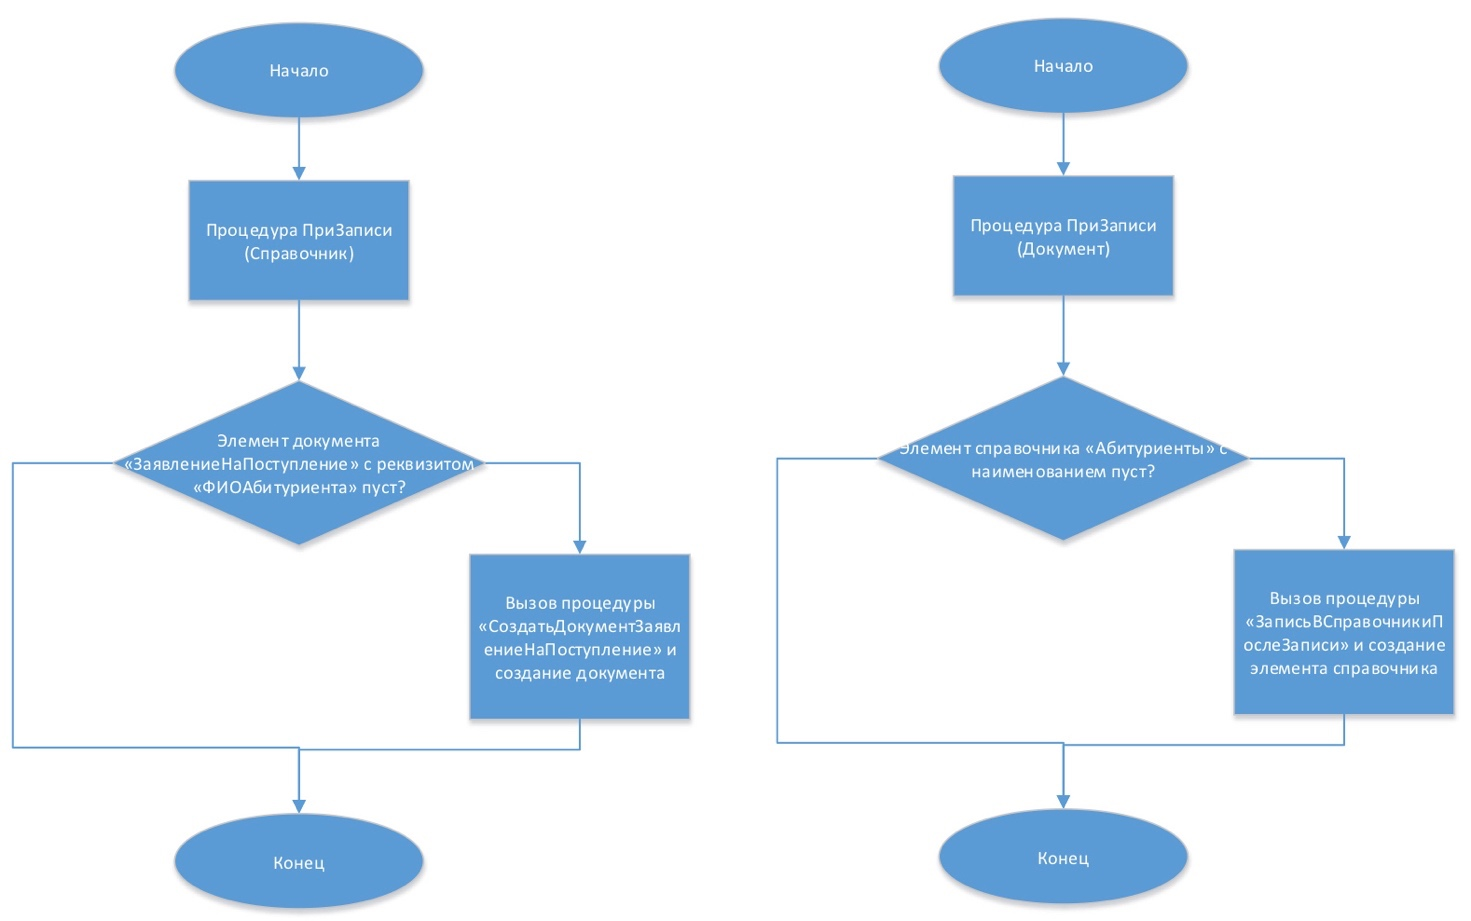 Начало
Процедура ПриЗаписи
(Справочник)
Элемент документа
«ЗаявлениеНаПоступление» с реквизитом
«ФИОАбитуриента» пуст?
Вызов процедуры
«СоздатьДокументЗаявл
ениеНаПоступление» и
создание документа
Конец
Начало
Процедура ПриЗаписи
(Документ)
Элемент справочника «Абитуриенты» с
наименованием пуст?
Вызов процедуры
«ЗаписьВСправочникиП
ослеЗаписи» и создание
элемента справочника
Конец